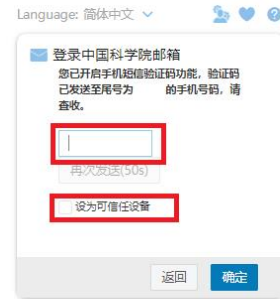 Language: 简体中文
登录中国科学院邮箱
您已开启手机短信验证码功能，验证码
已发送至尾号为 的手机号码，请
查收。
再次发送(50s)
设为可信任设备
返回 确定